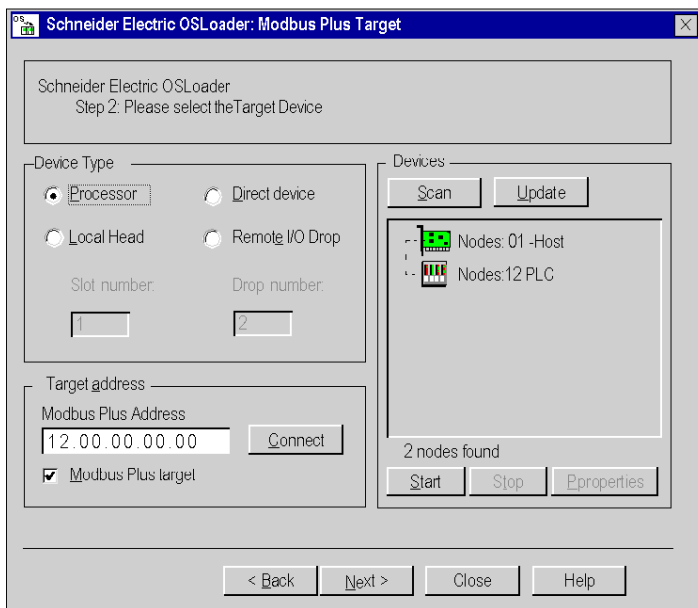 OS
Schneider Electric OSLoader: Modbus Plus Target
Schneider Electric OSLoader
Step 2: Please select theTarget Device
Device Type
Processor
Direct device
Local Head
Remote I/O Drop
Slot number:
Drop number:
1
2
Target address
Modbus Plus Address
12.00.00.00.00
Connect
Modbus Plus target
Devices
Scan
Update
Nodes: 01 -Host
Nodes:12 PLC
2 nodes found
Start
Stop
Pproperties
< Back
Next >
Close
Help